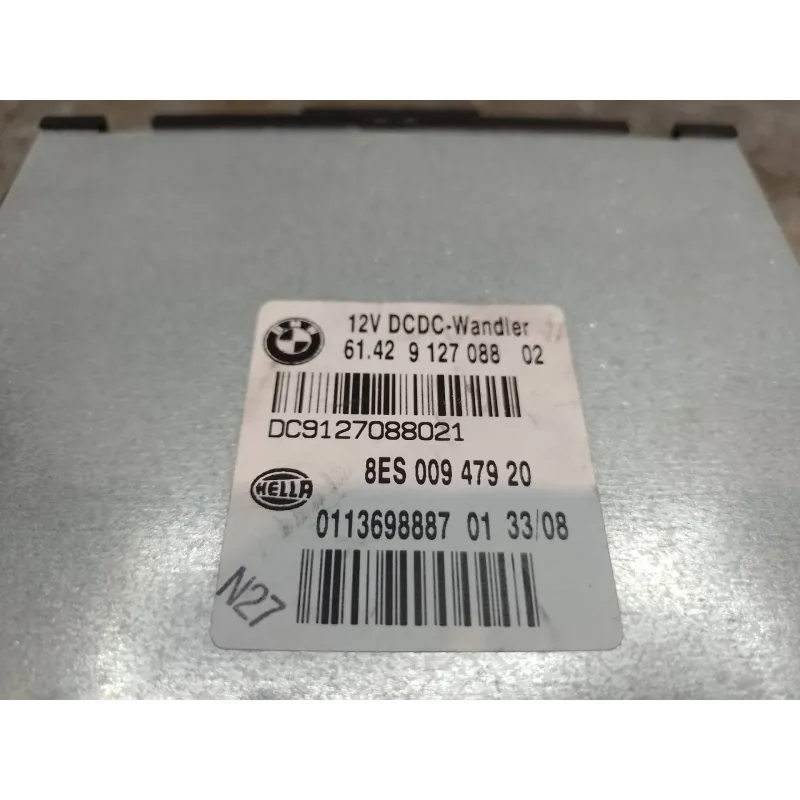 BMW
12V DCDC-Wandler
61.42 9 127 088 02
DC9127088021
HELLA
8ES 009 479 20
0113698887 01 33/08
N27